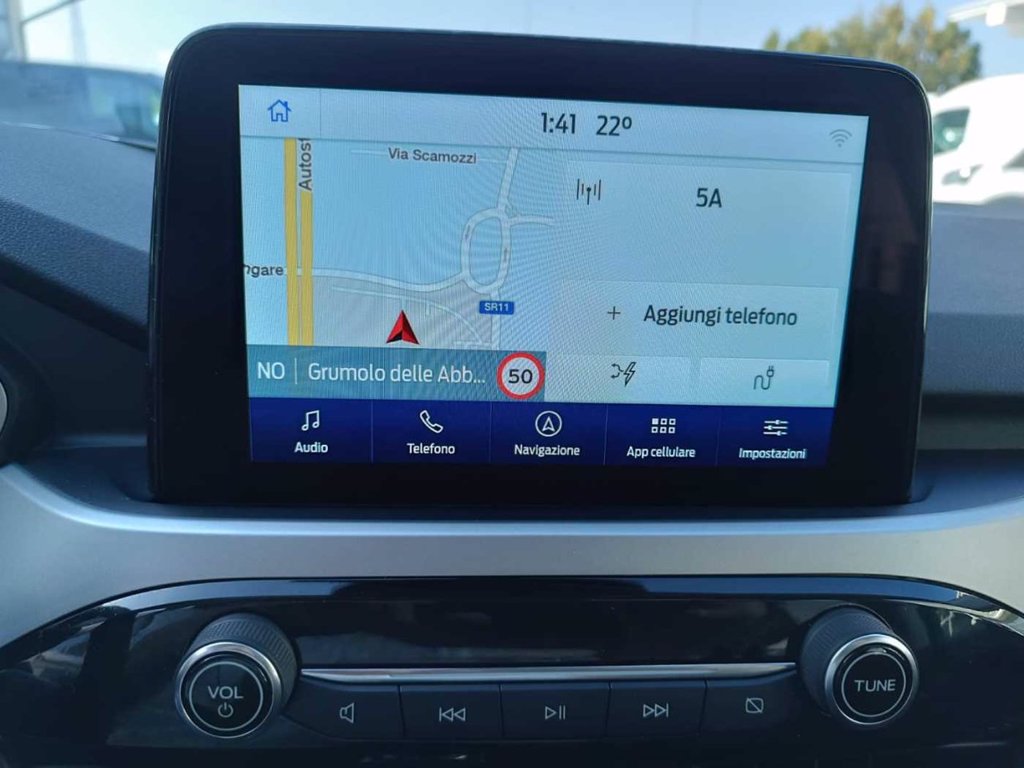 1:41 22°
Autost
Via Scamozzi
5A
ngare
SR11
+ Aggiungi telefono
NO | Grumolo delle Abb... 50
Audio
Telefono
Navigazione
App cellulare
Impostazioni
VOL
TUNE